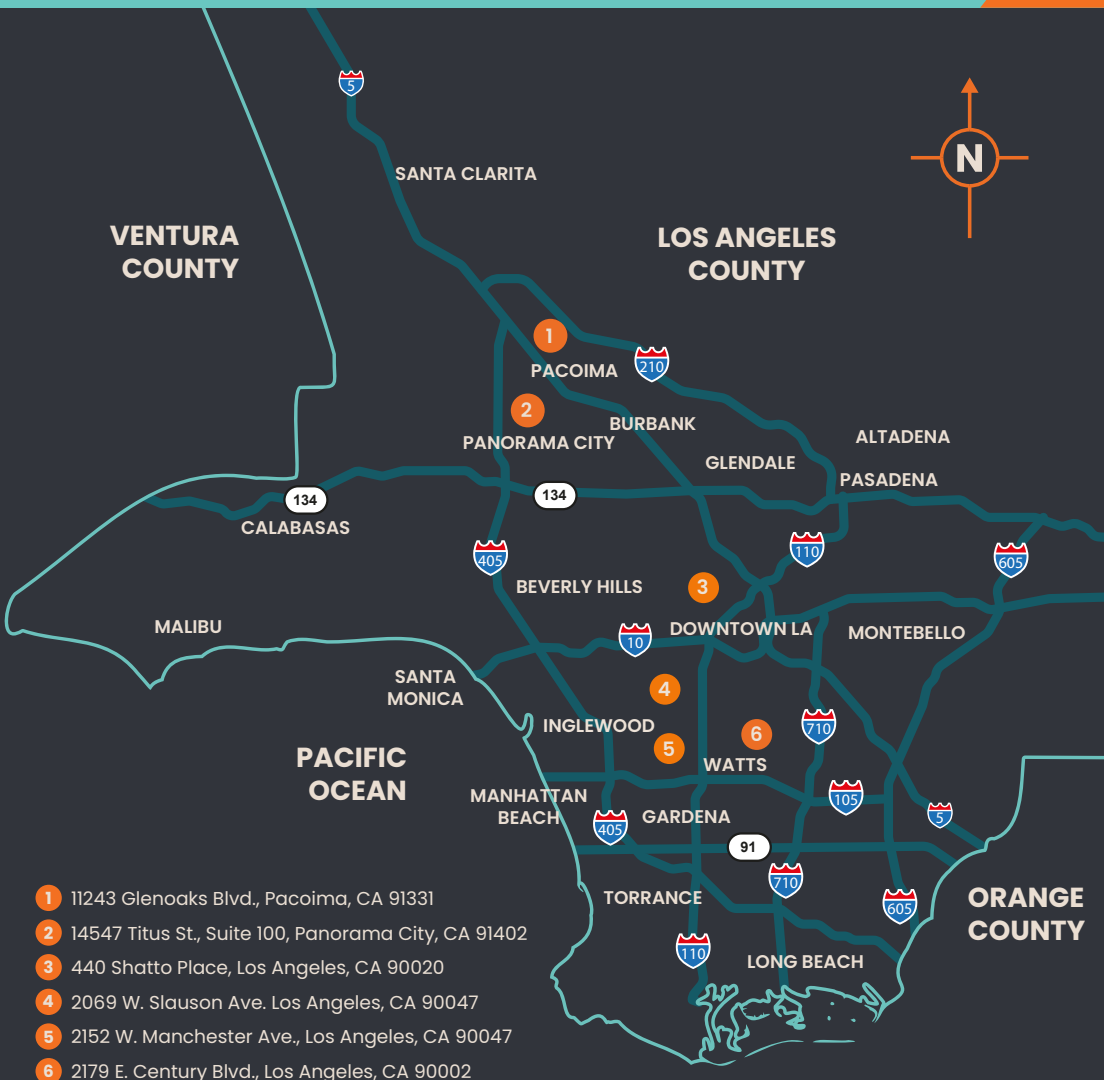 5
N
SANTA CLARITA
VENTURA
COUNTY
LOS ANGELES
COUNTY
1
PACOIMA
210
2
PANORAMA CITY
BURBANK
ALTADENA
GLENDALE
PASADENA
134
134
CALABASAS
405
110
605
BEVERLY HILLS
3
MALIBU
10
DOWNTOWN LA
MONTEBELLO
SANTA
MONICA
4
INGLEWOOD
710
6
5
WATTS
PACIFIC
OCEAN
MANHATTAN
BEACH
105
405
GARDENA
5
91
710
TORRANCE
605
ORANGE
COUNTY
110
LONG BEACH
1 11243 Glenoaks Blvd., Pacoima, CA 91331
2 14547 Titus St., Suite 100, Panorama City, CA 91402
3 440 Shatto Place, Los Angeles, CA 90020
4 2069 W. Slauson Ave. Los Angeles, CA 90047
5 2152 W. Manchester Ave., Los Angeles, CA 90047
6 2179 E. Century Blvd., Los Angeles, CA 90002